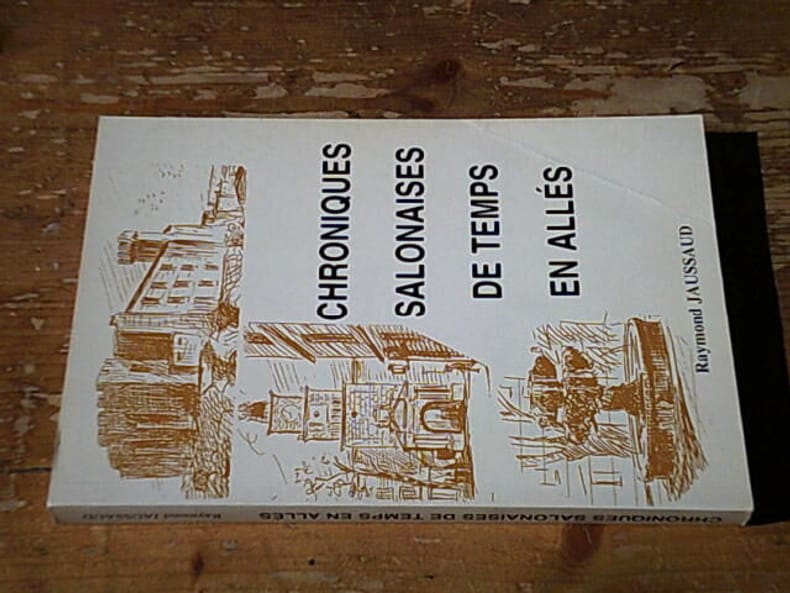 CHRONIQUES
SALONAISES
DE TEMPS
EN ALLÉS
Raymond JAUSSAUD
Raymond JAUSSAUD CHRONIQUES SALONAISES DE TEMPS EN ALLES